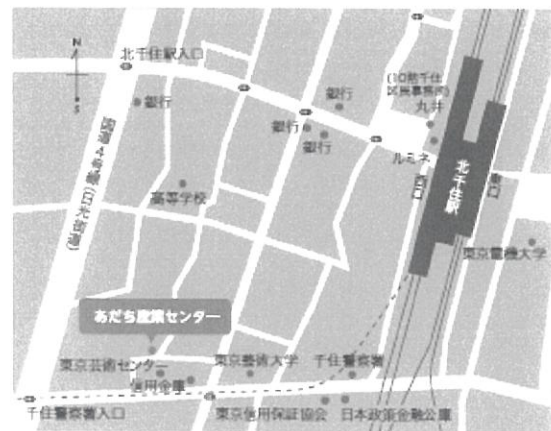 N
S
北千住駅入口
銀行
銀行
銀行
銀行
(10階千住
区民事務所)
丸井
ルミネ
西口
北千住駅
東口
国道4号線(日光街道)
高等学校
東京電機大学
あだち産業センター
東京芸術センター
信用金庫
東京藝術大学
千住警察署
千住警察署入口
東京信用保証協会
日本政策金融公庫